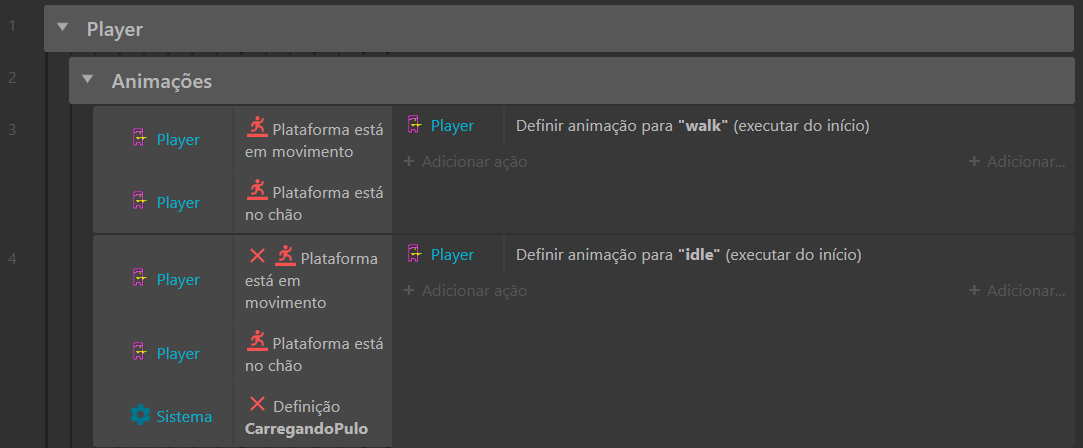 1
Player
2
Animações
3
Player
Plataforma está
em movimento
Player
Definir animação para "walk" (executar do início)
+ Adicionar ação
+ Adicionar...
Player
Plataforma está
no chão
4
Player
Plataforma
está em
movimento
Player
Definir animação para "idle" (executar do início)
+ Adicionar ação
+ Adicionar...
Player
Plataforma está
no chão
Sistema
Definição
CarregandoPulo